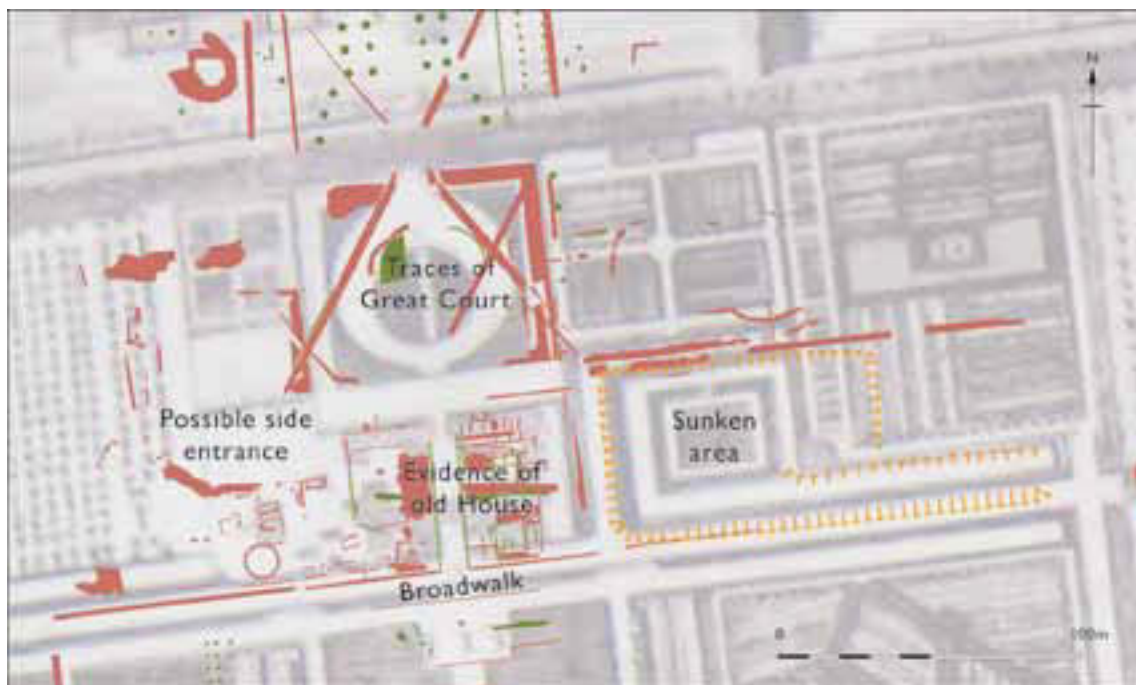 N
Traces of
Great Court
Possible side
entrance
Sunken
area
Evidence of
old House
Broadwalk
0
100m